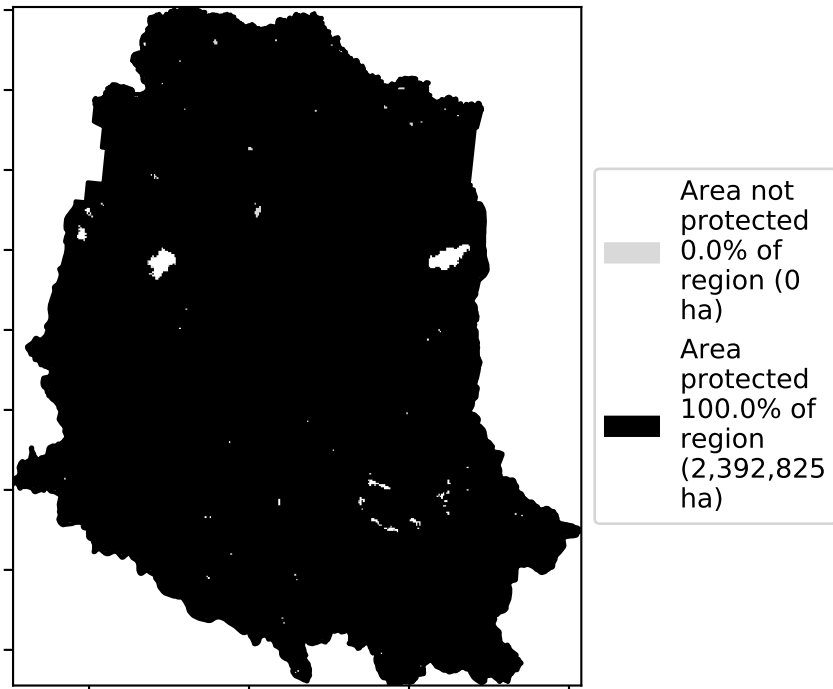 Area not
protected
0.0% of
region (0
ha)
Area
protected
100.0% of
region
(2,392,825
ha)